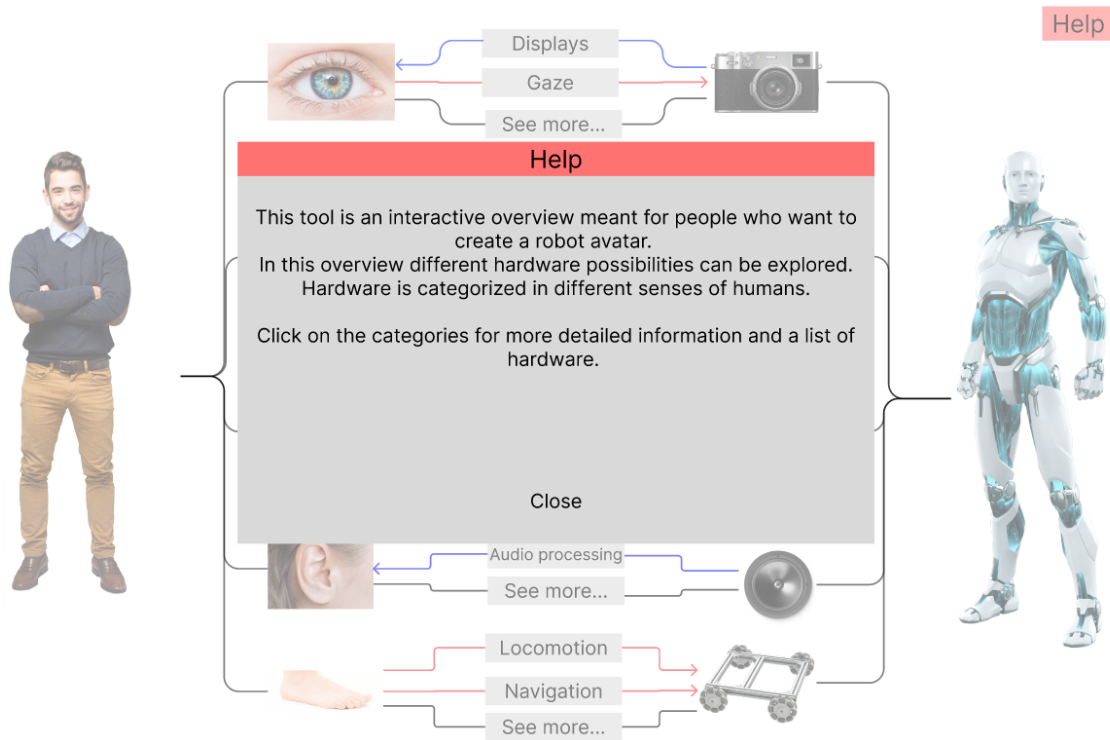 Help
Displays
Gaze
See more...
Help
This tool is an interactive overview meant for people who want to
create a robot avatar.
In this overview different hardware possibilities can be explored.
Hardware is categorized in different senses of humans.
Click on the categories for more detailed information and a list of
hardware.
Close
Audio processing
See more...
Locomotion
Navigation
See more...